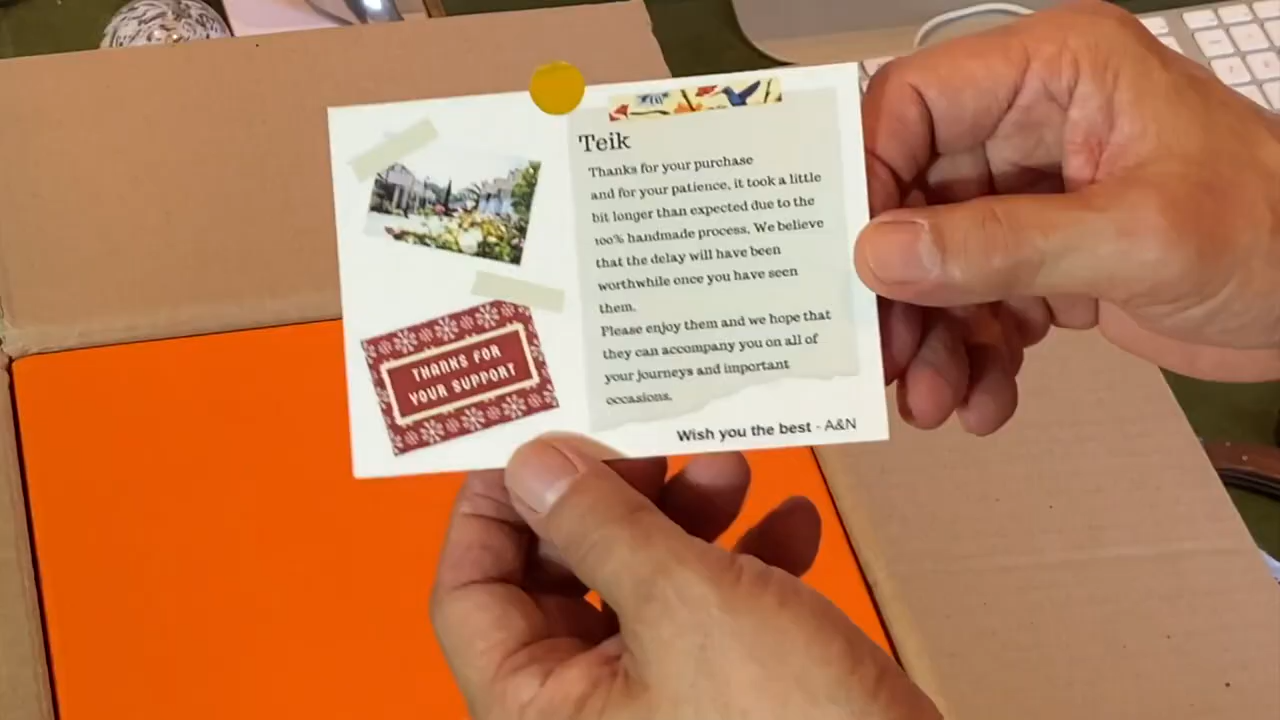 Teik
Thanks for your purchase
and for your patience, it took a little
bit longer than expected due to the
100% handmade process. We believe
that the delay will have been
worthwhile once you have seen
them.
Please enjoy them and we hope that
they can accompany you on all of
your journeys and important
occasions.
Wish you the best - A&N
THANKS FOR
YOUR SUPPORT